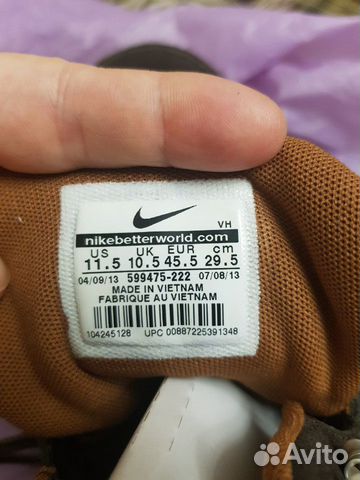 VH
nikebetterworld.com
US UK EUR cm
11.5 10.5 45.5 29.5
04/09/13 599475-222 07/08/13
MADE IN VIETNAM
FABRIQUE AU VIETNAM
104245128 UPC 00887225391348
Avito